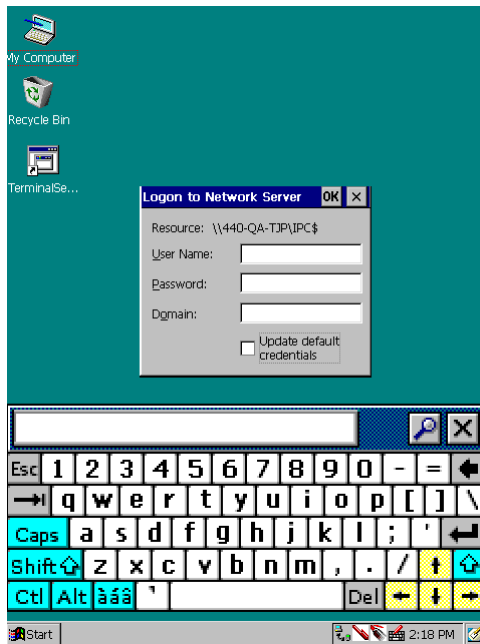 My Computer
Recycle Bin
TerminalSe...
Logon to Network Server OK ×
Resource: \\440-QA-TJP\IPC$
User Name:
Password:
Domain:
Update default
credentials
Esc 1 2 3 4 5 6 7 8 9 0 - =
q w e r t y u i o p [ ] \
Caps a s d f g h j k l ; '
Shift z x c v b n m , . /
Ctl Alt àáâ ` Del
Start 2:18 PM